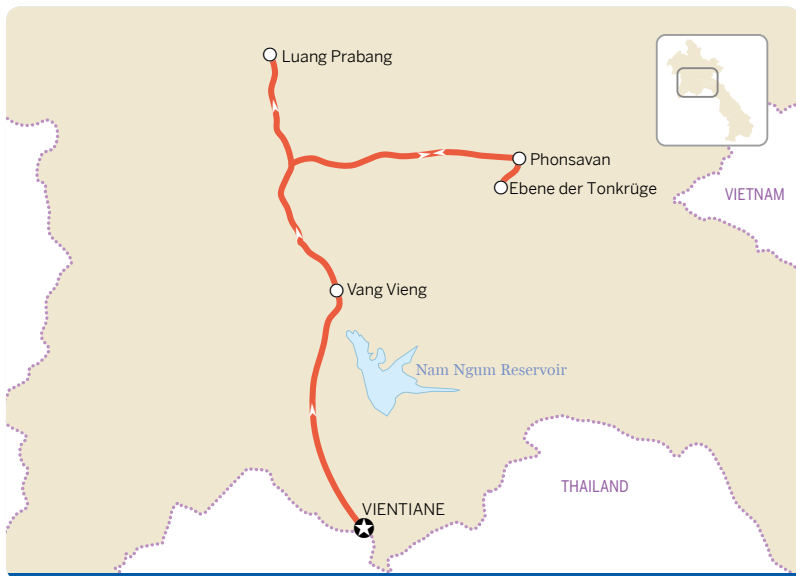 Luang Prabang
Phonsavan
Ebene der Tonkrüge
VIETNAM
Vang Vieng
Nam Ngum Reservoir
THAILAND
VIENTIANE